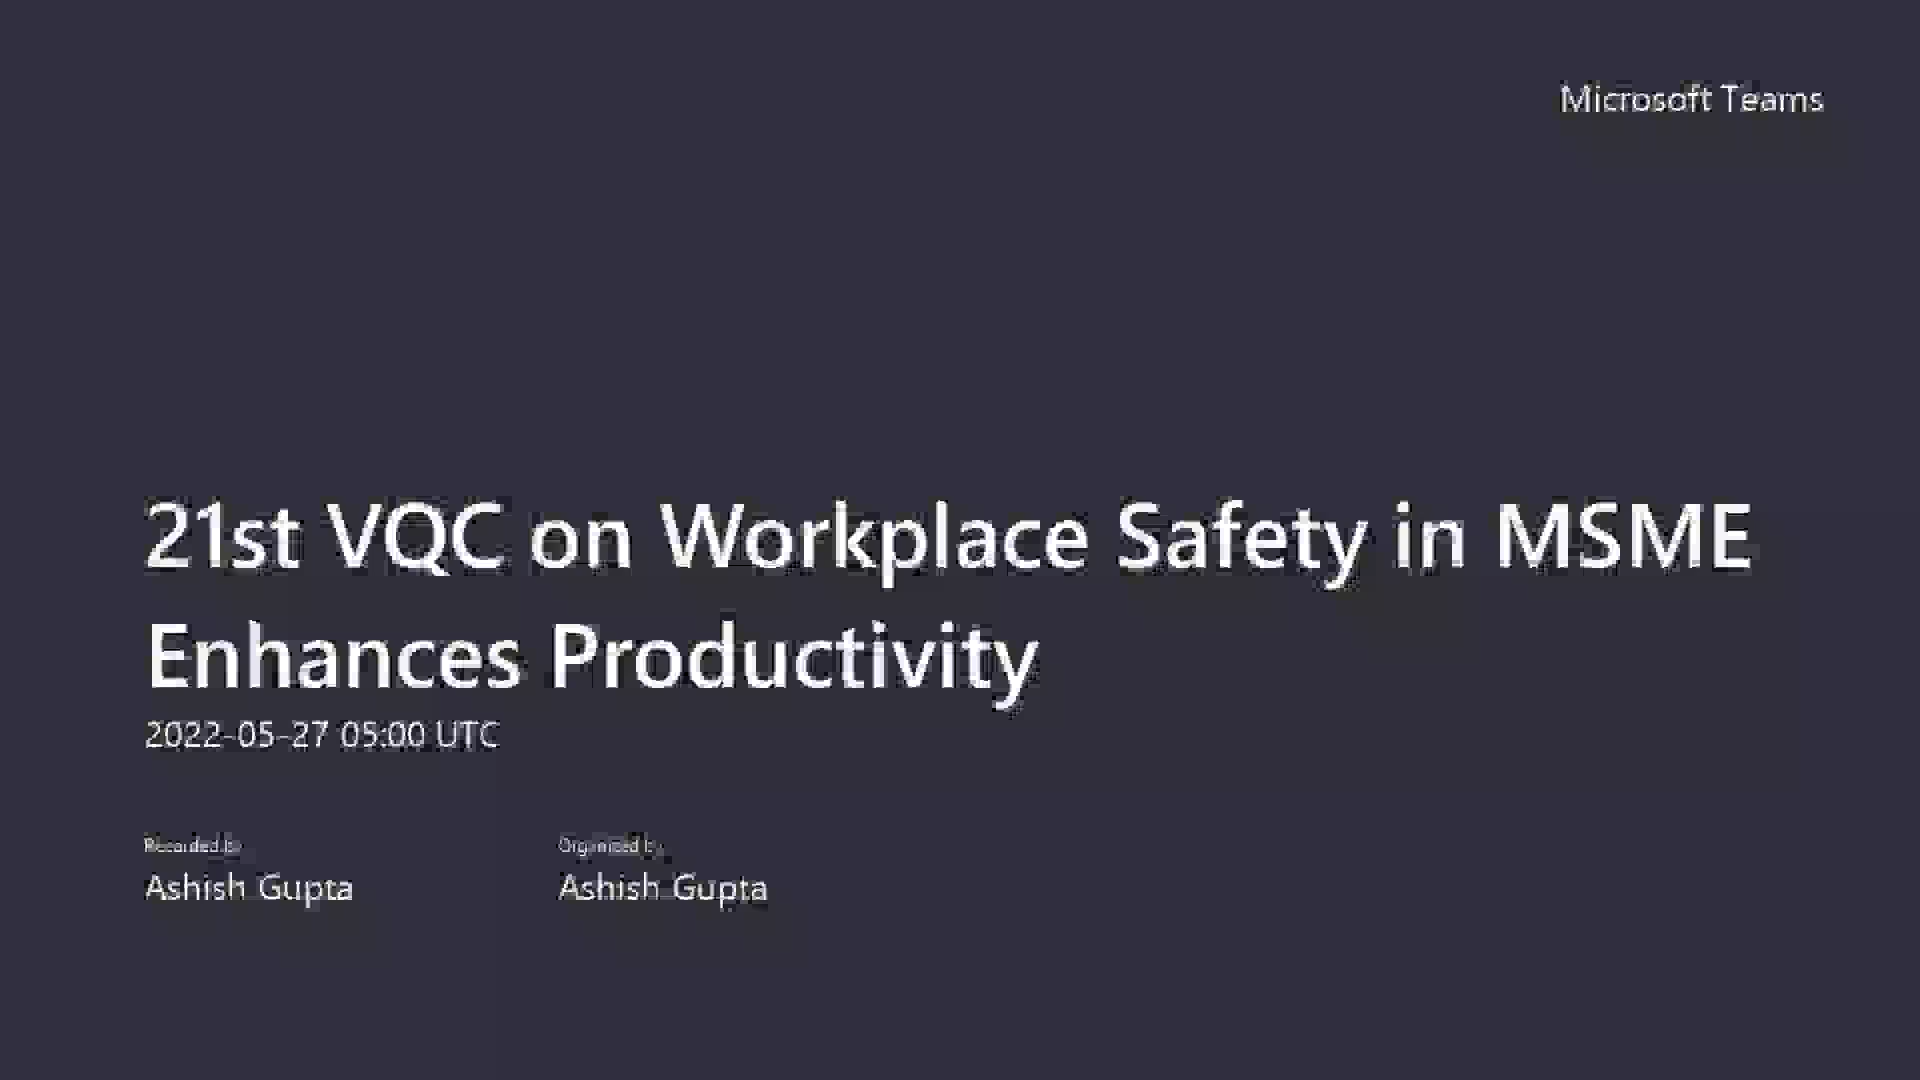 Microsoft Teams
21st VQC on Workplace Safety in MSME
Enhances Productivity
2022-05-27 05:00 UTC
Recorded by
Organized by
Ashish Gupta
Ashish Gupta